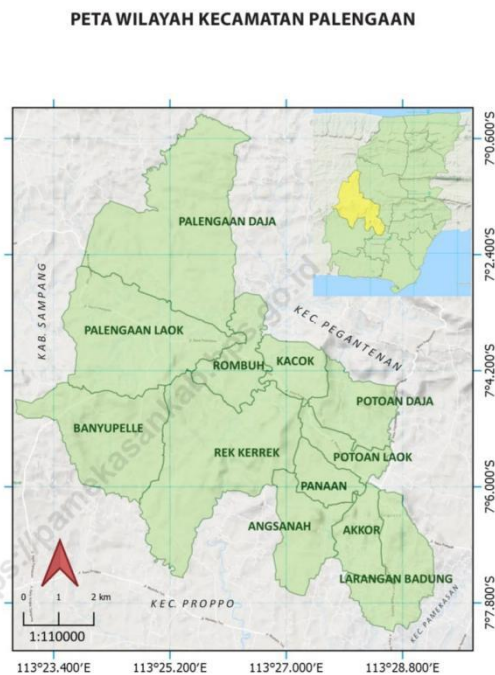 PETA WILAYAH KECAMATAN PALENGAAN
7°0.600'S
PALENGAAN DAJA
KAB. SAMPANG
7°2.400'S
KEC. PEGANTENAN
PALENGAAN LAOK
ROMBUH
KACOK
7°4.200'S
POTOAN DAJA
BANYUPELLE
REK KERREK
POTOAN LAOK
PANAAN
7°6.000'S
ANGSANAH
AKKOR
LARANGAN BADUNG
KEC. PROPPO
KEC PAMEKASAN
7°7.800'S
0 1 2 km
1:110000
113°23.400'E 113°25.200'E 113°27.000'E 113°28.800'E